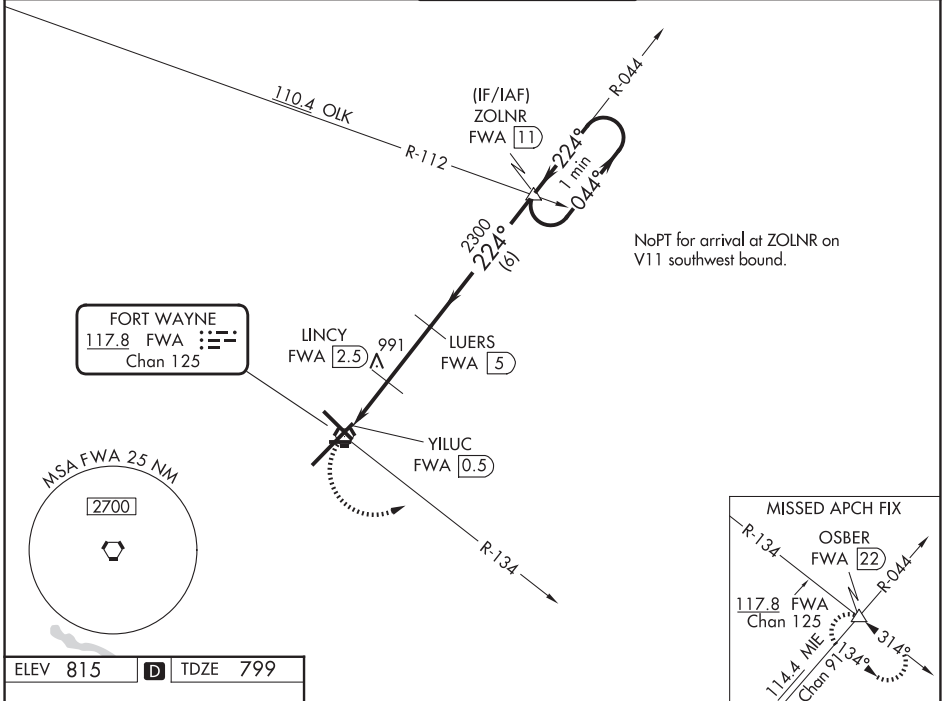 110.4 OLK
R-112
(IF/IAF)
ZOLNR
FWA 11
R-044
224°
1 min
044°
2300
224°
(6)
NoPT for arrival at ZOLNR on
V11 southwest bound.
FORT WAYNE
117.8 FWA
Chan 125
LINCY
FWA 2.5
991
LUERS
FWA 5
YILUC
FWA 0.5
R-134
MSA FWA 25 NM
2700
MISSED APCH FIX
R-134
OSBER
FWA 22
R-044
117.8 FWA
Chan 125
314°
134°
114.4 MIE
Chan 91
ELEV 815 D TDZE 799